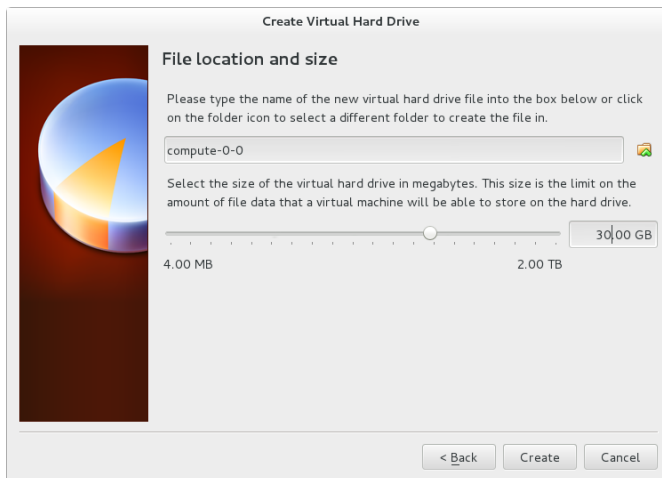 Create Virtual Hard Drive
File location and size
Please type the name of the new virtual hard drive file into the box below or click
on the folder icon to select a different folder to create the file in.
compute-0-0
Select the size of the virtual hard drive in megabytes. This size is the limit on the
amount of file data that a virtual machine will be able to store on the hard drive.
30.00 GB
4.00 MB 2.00 TB
< Back Create Cancel